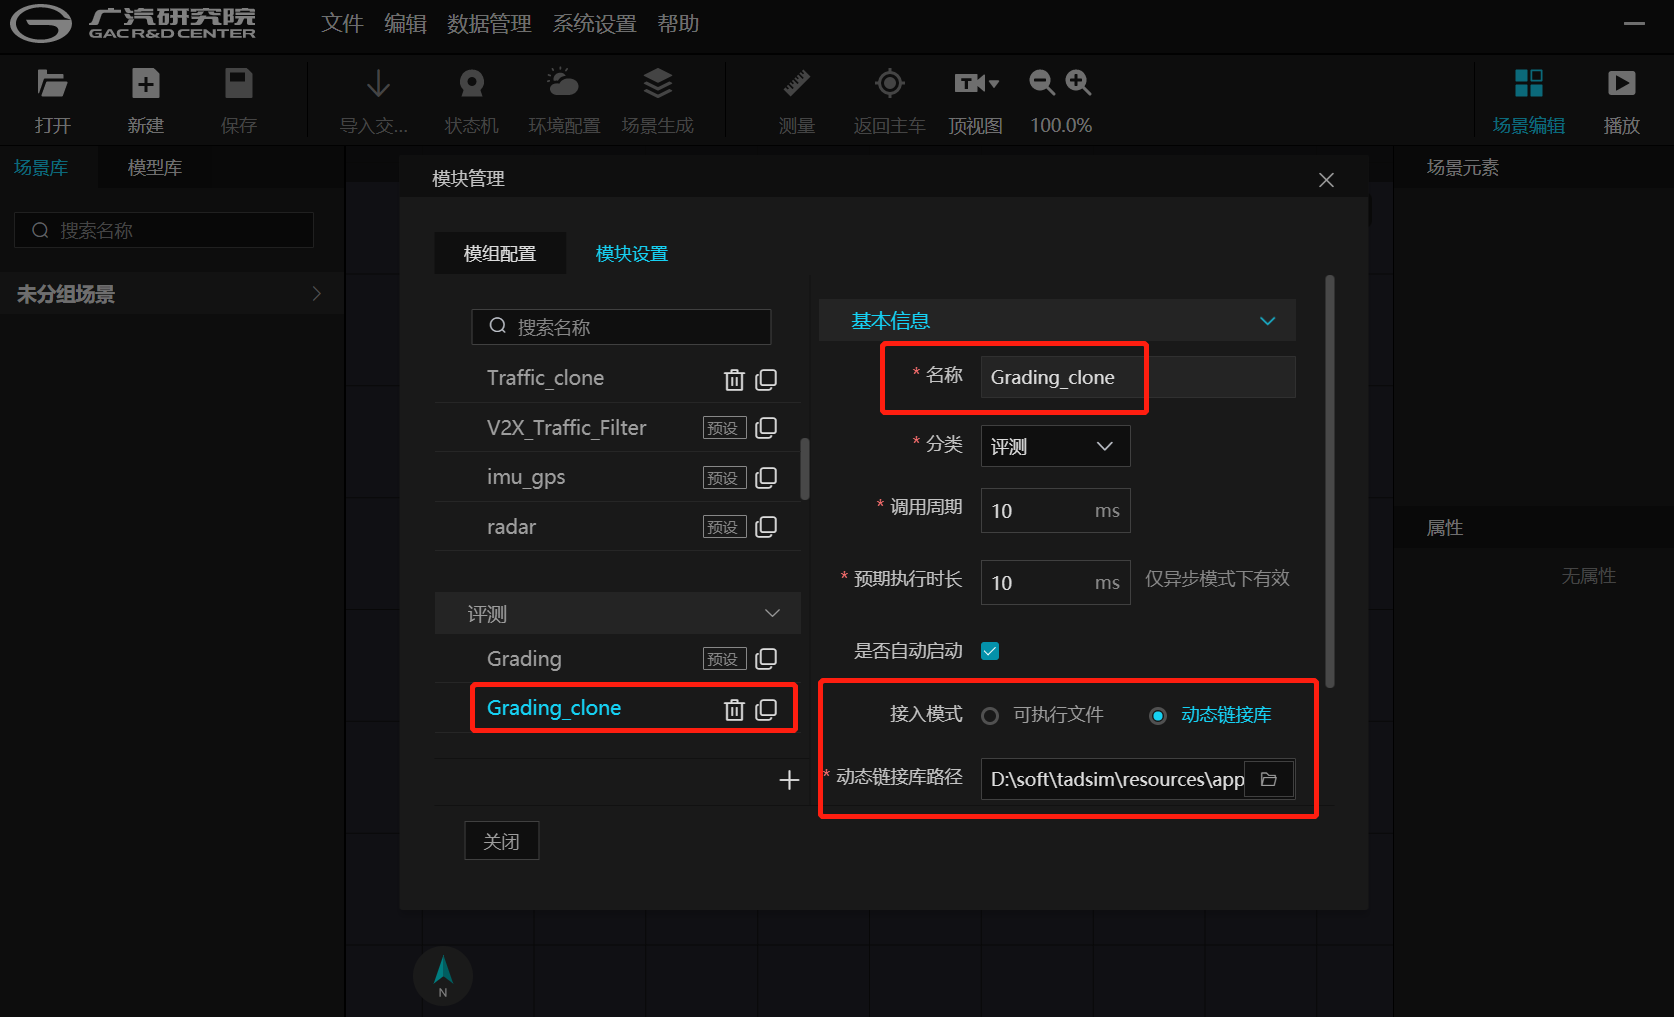 广汽研究院
GAC R&D CENTER
文件 编辑 数据管理 系统设置 帮助
打开 新建 保存 导入交... 状态机 环境配置 场景生成 测量 返回主车 顶视图 100.0% 场景编辑 播放
场景库 模型库
搜索名称
未分组场景
模块管理
模组配置 模块设置
搜索名称
Traffic_clone
V2X_Traffic_Filter 预设
imu_gps 预设
radar 预设
评测
Grading 预设
Grading_clone
关闭
基本信息
* 名称 Grading_clone
* 分类 评测
* 调用周期 10 ms
* 预期执行时长 10 ms 仅异步模式下有效
是否自动启动
接入模式 可执行文件 动态链接库
* 动态链接库路径 D:\soft\tadsim\resources\app
场景元素
属性
无属性
N